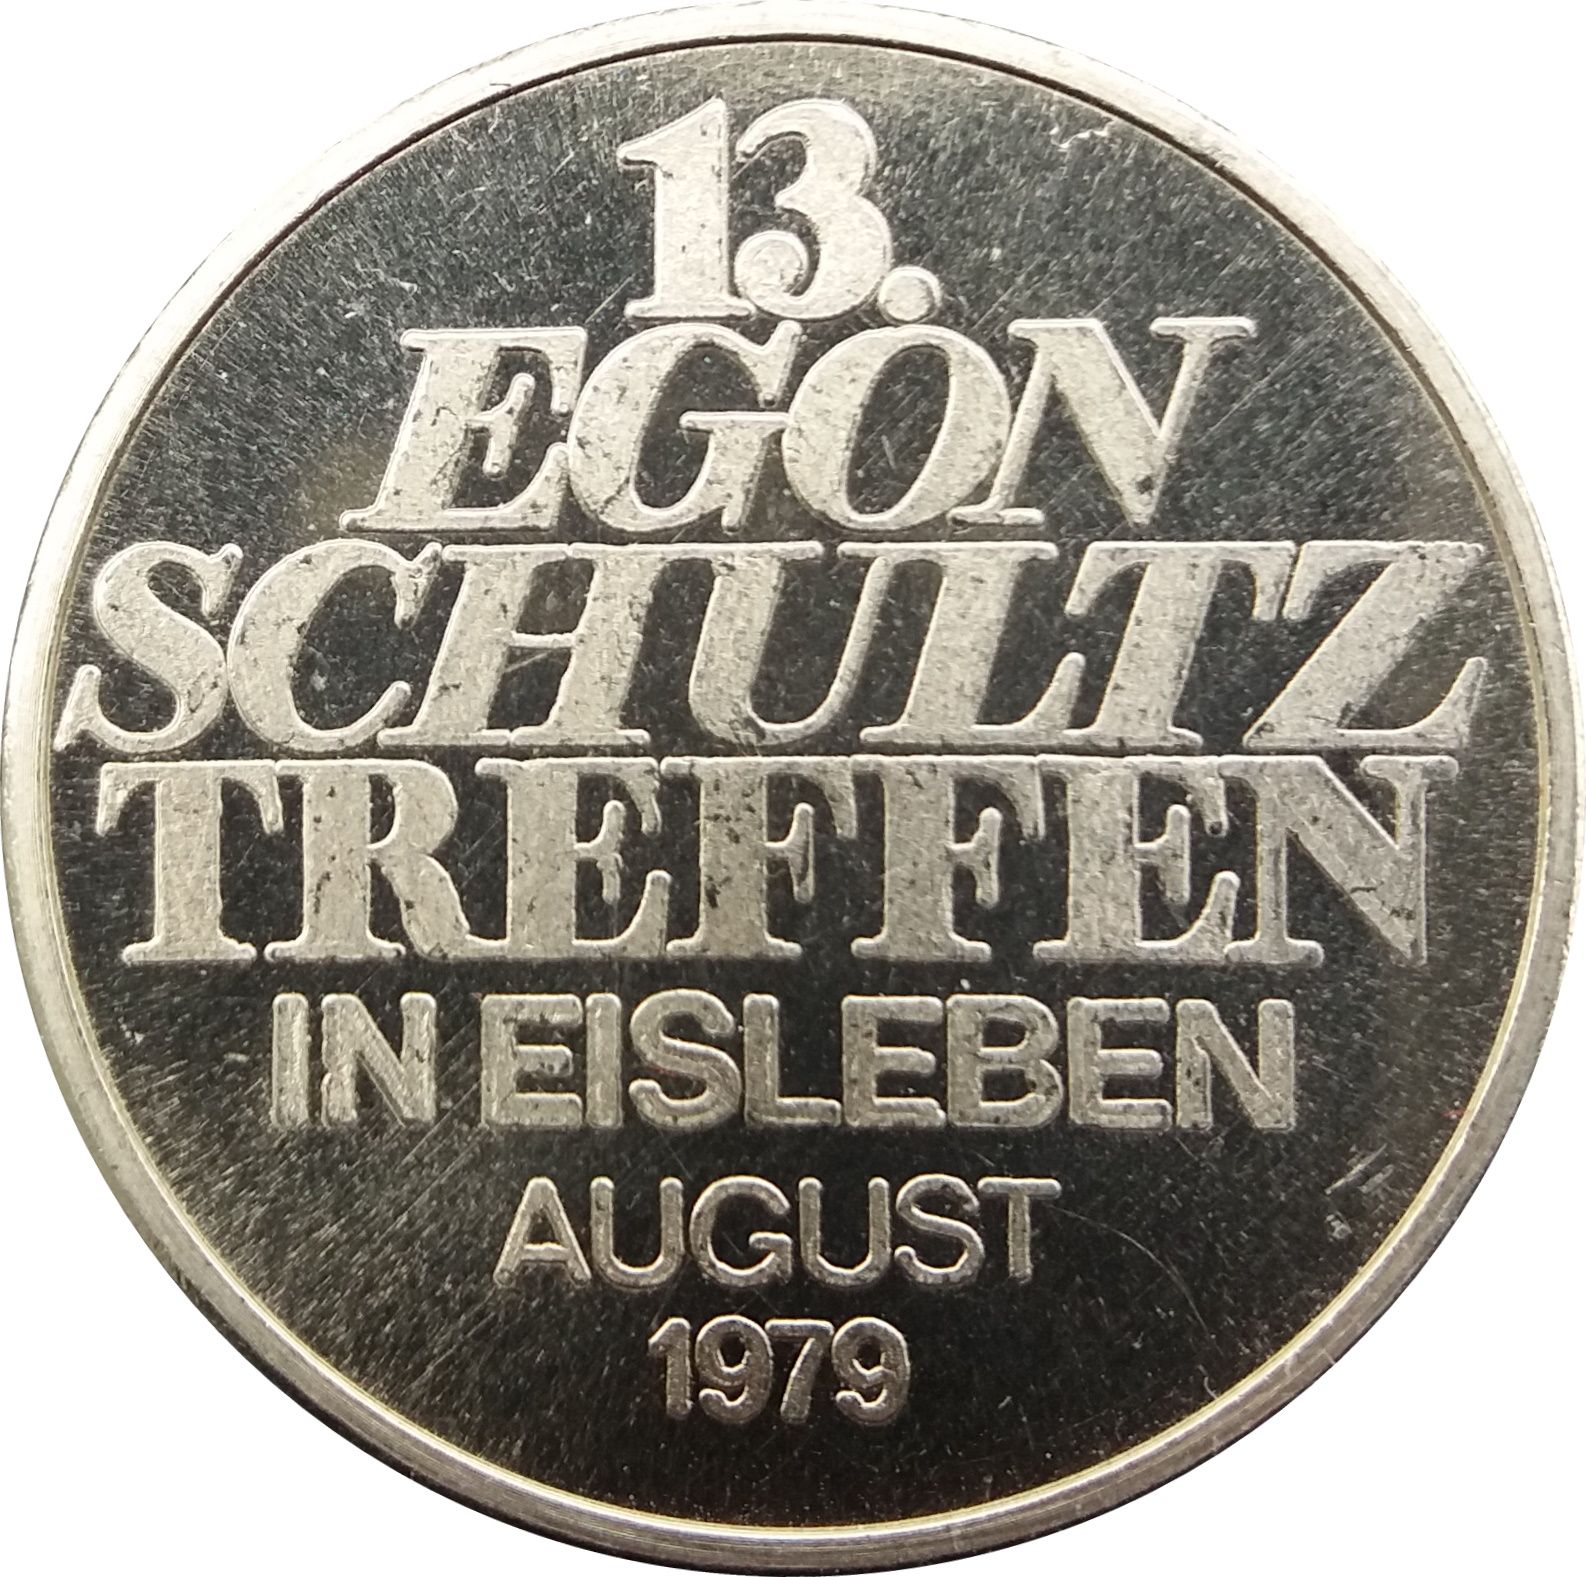 13.
EGON
SCHULTZ
TREFFEN
IN EISLEBEN
AUGUST
1979